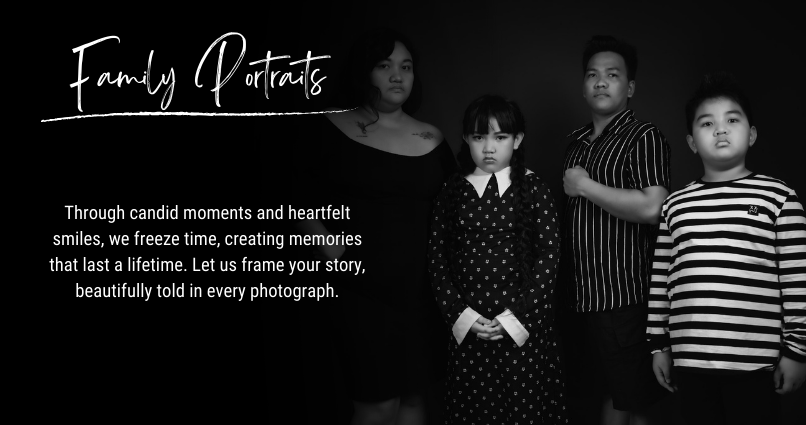 Family Portraits
Through candid moments and heartfelt
smiles, we freeze time, creating memories
that last a lifetime. Let us frame your story,
beautifully told in every photograph.